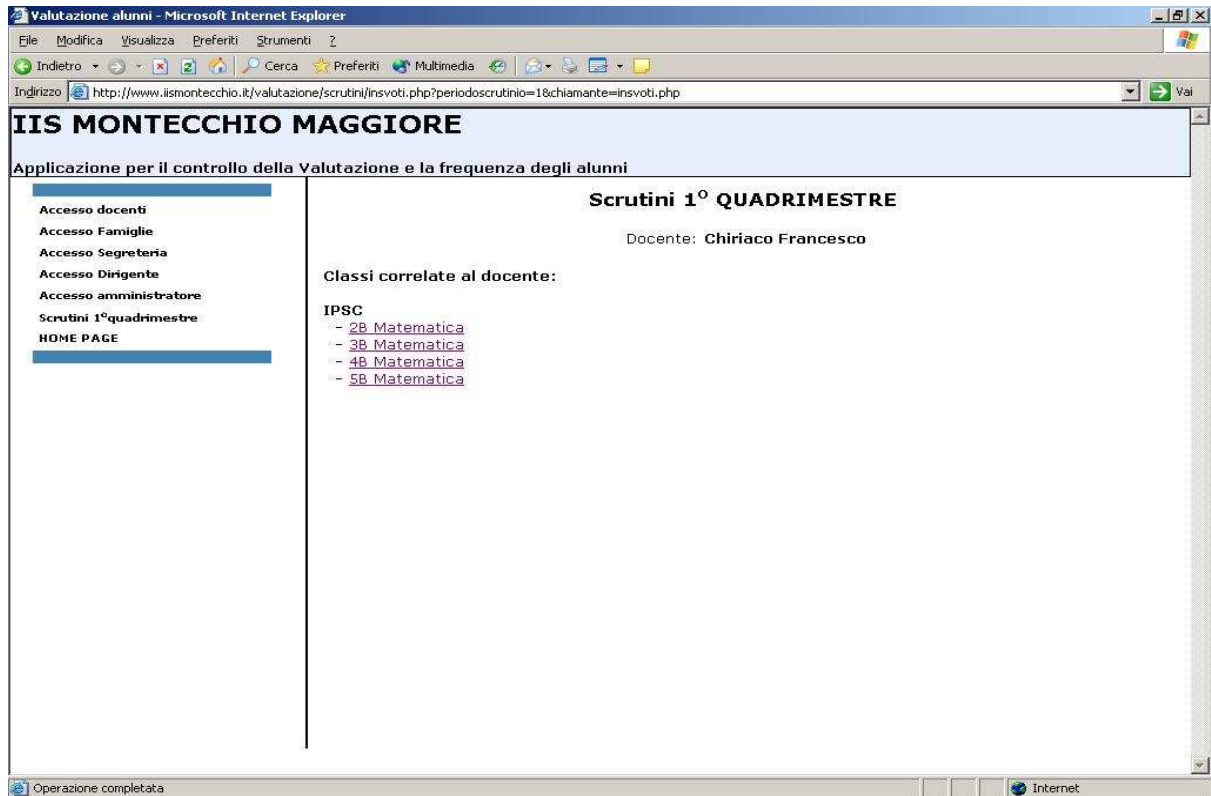 Valutazione alunni - Microsoft Internet Explorer
File Modifica Visualizza Preferiti Strumenti ?
Indietro Cerca Preferiti Multimedia
Indirizzo http://www.iismontecchio.it/valutazione/scrutini/insvoti.php?periodoscrutinio=1&chiamante=insvoti.php Vai
IIS MONTECCHIO MAGGIORE
Applicazione per il controllo della Valutazione e la frequenza degli alunni
Accesso docenti
Accesso Famiglie
Accesso Segreteria
Accesso Dirigente
Accesso amministratore
Scrutini 1°quadrimestre
HOME PAGE
Scrutini 1° QUADRIMESTRE
Docente: Chiriaco Francesco
Classi correlate al docente:
IPSC
- 2B Matematica
- 3B Matematica
- 4B Matematica
- 5B Matematica
Operazione completata Internet